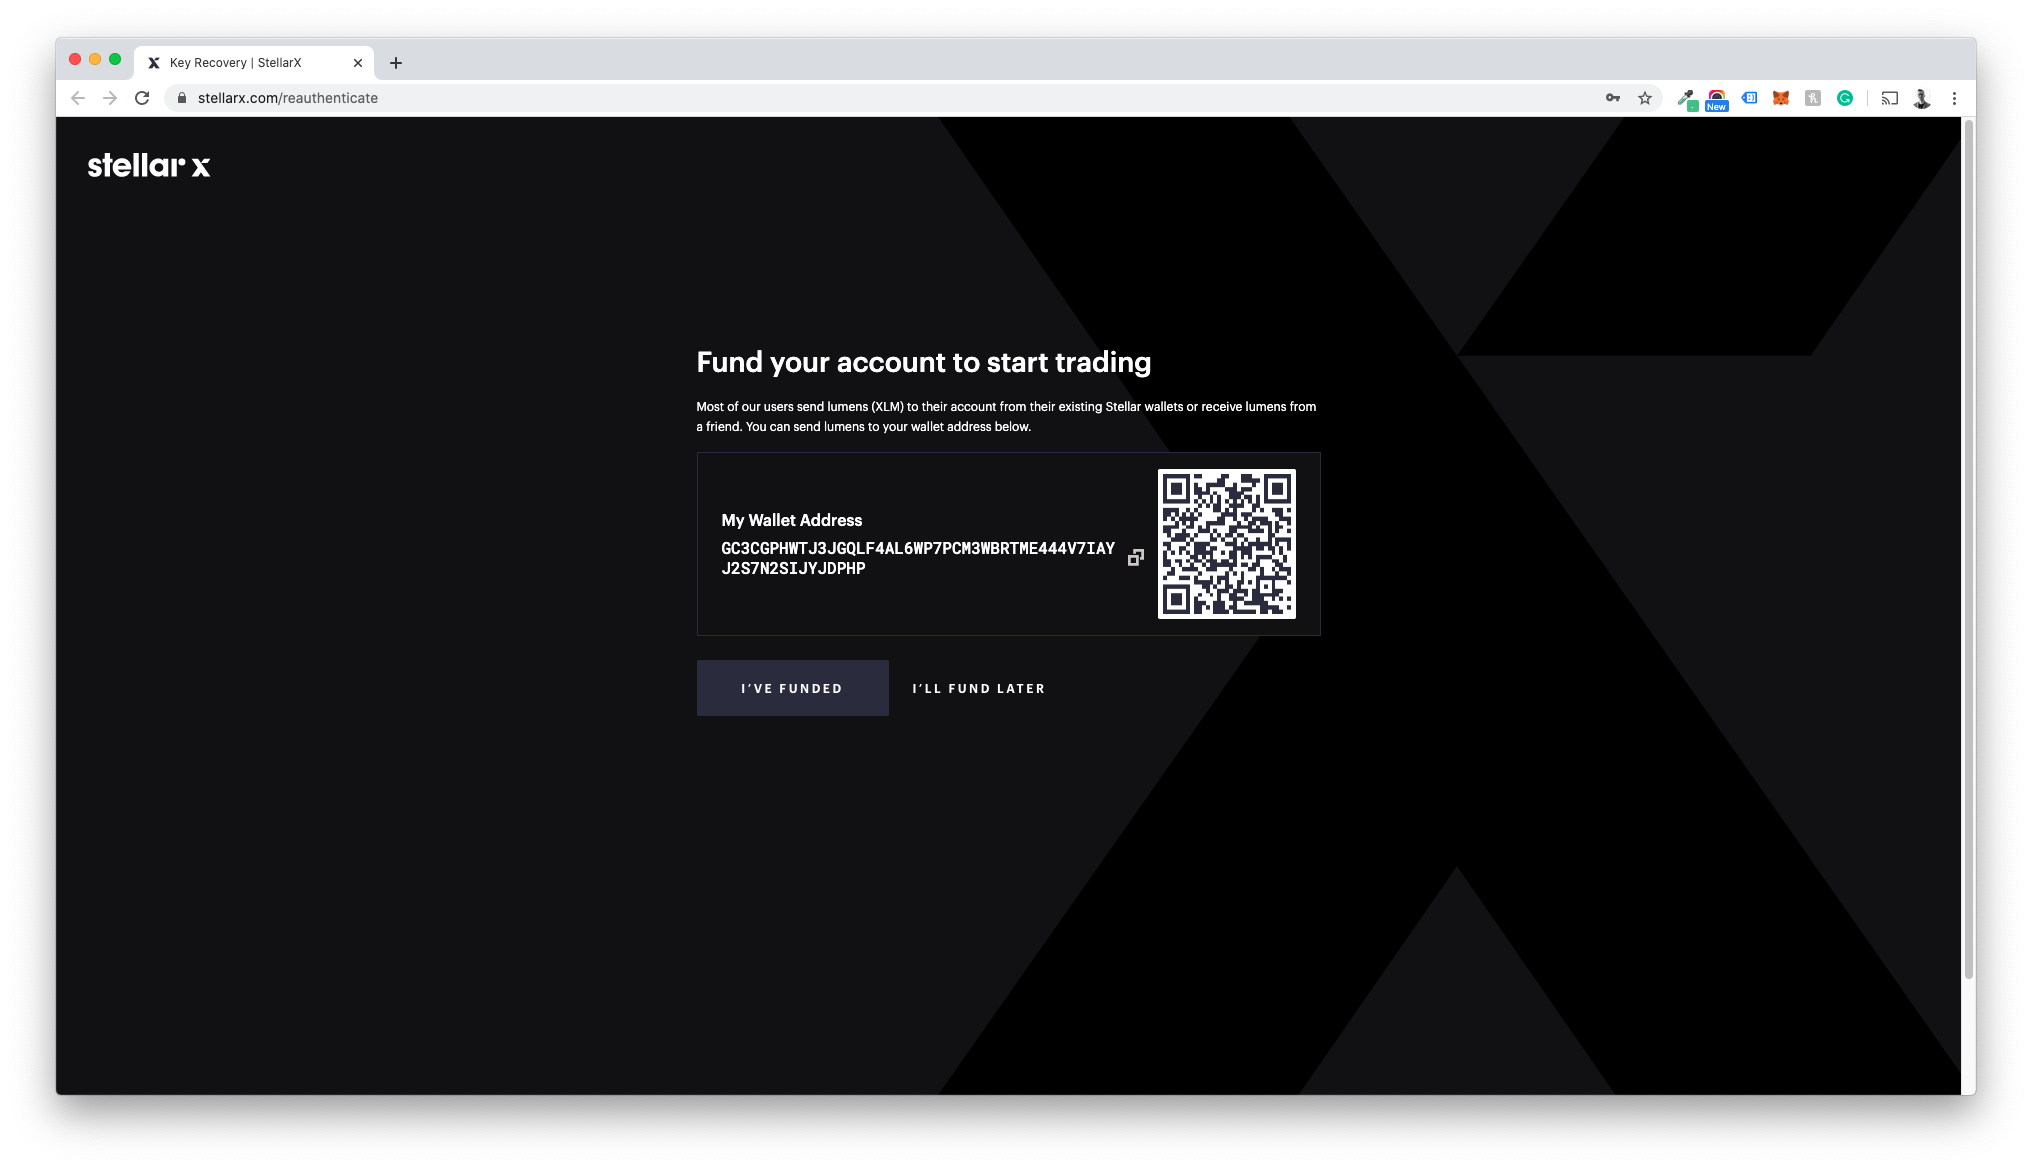 Key Recovery | StellarX
stellarx.com/reauthenticate
New
stellar x
Fund your account to start trading
Most of our users send lumens (XLM) to their account from their existing Stellar wallets or receive lumens from
a friend. You can send lumens to your wallet address below.
My Wallet Address
GC3CGPHWTJ3JGQLF4AL6WP7PCM3WBRTME444V7IAY
J2S7N2SIJYJDPHP
I’VE FUNDED
I’LL FUND LATER